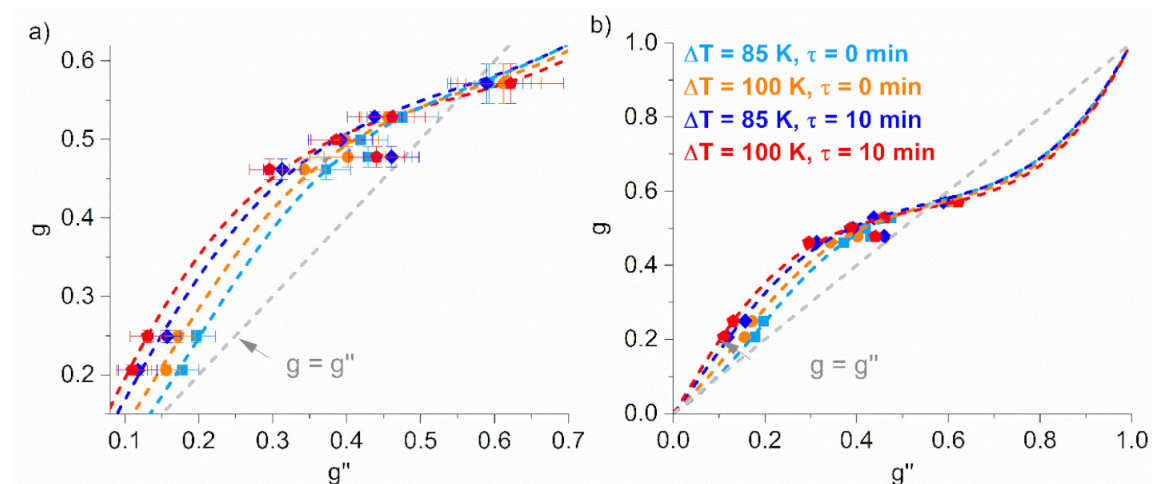 a)
0.6
0.5
0.4
0.3
0.2
0.1 0.2 0.3 0.4 0.5 0.6 0.7
g
g"
g = g"
b)
1.0
0.8
0.6
0.4
0.2
0.0
0.0 0.2 0.4 0.6 0.8 1.0
g
g"
ΔT = 85 K, τ = 0 min
ΔT = 100 K, τ = 0 min
ΔT = 85 K, τ = 10 min
ΔT = 100 K, τ = 10 min
g = g"